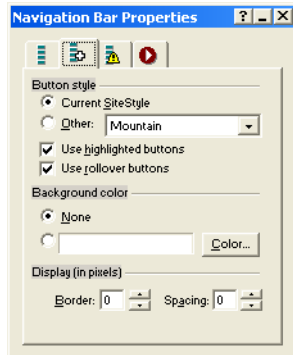 Navigation Bar Properties
Button style
Current SiteStyle
Other: Mountain
Use highlighted buttons
Use rollover buttons
Background color
None
Color...
Display (in pixels)
Border: 0 Spacing: 0